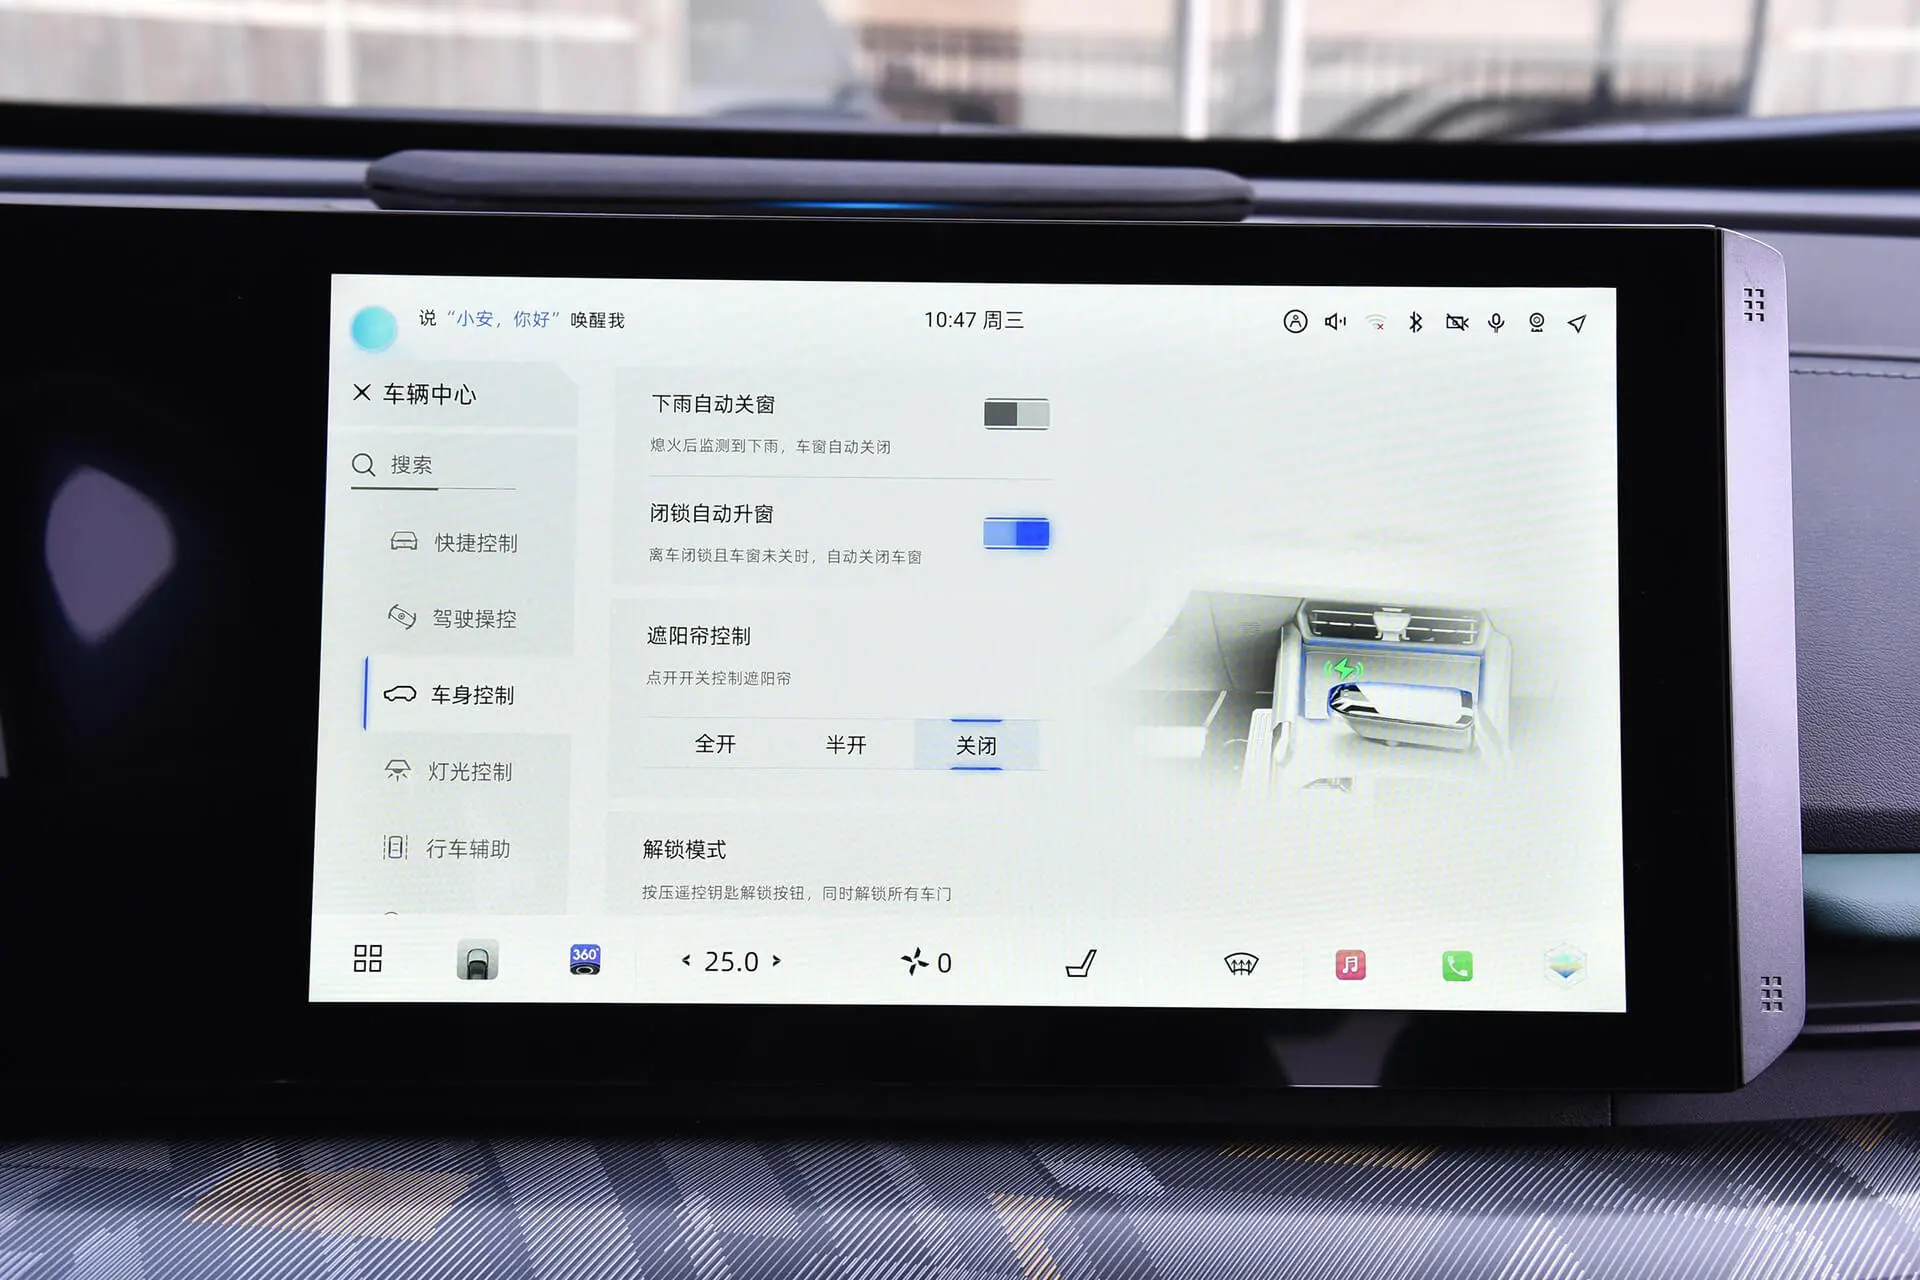 说“小安，你好”唤醒我
10:47 周三
车辆中心
搜索
快捷控制
驾驶操控
车身控制
灯光控制
行车辅助
下雨自动关窗
熄火后监测到下雨，车窗自动关闭
闭锁自动升窗
离车闭锁且车窗未关时，自动关闭车窗
遮阳帘控制
点开开关控制遮阳帘
全开 半开 关闭
解锁模式
按压遥控钥匙解锁按钮，同时解锁所有车门
360°
< 25.0 >
0